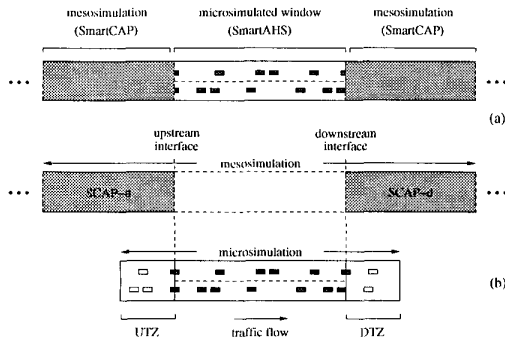 mesosimulation microsimulated window mesosimulation
(SmartCAP) (SmartAHS) (SmartCAP)
(a)
upstream downstream
interface interface
mesosimulation
SCAP-u SCAP-d
microsimulation
(b)
UTZ traffic flow DTZ